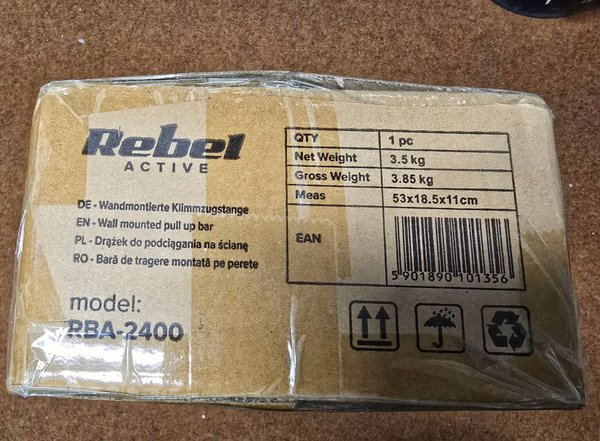 Rebel
ACTIVE
DE - Wandmontierte Klimmzugstange
EN - Wall mounted pull up bar
PL - Drążek do podciągania na ścianę
RO - Bară de tragere montată pe perete
model:
RBA-2400
QTY 1 pc
Net Weight 3.5 kg
Gross Weight 3.85 kg
Meas 53x18.5x11cm
EAN
5 901890 101356